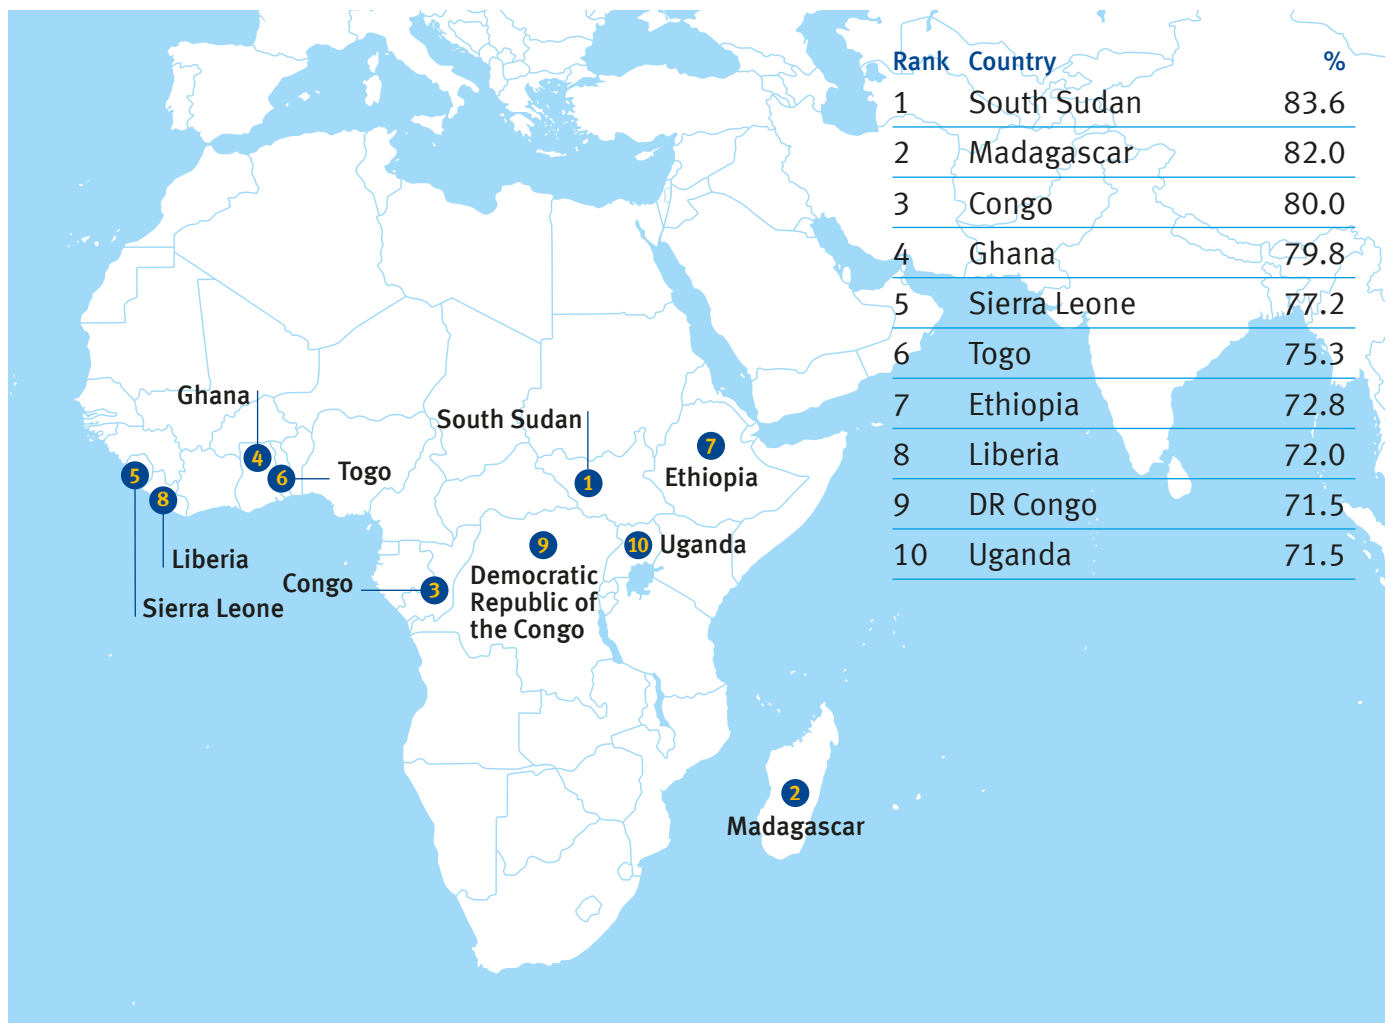 Rank Country %
1 South Sudan 83.6
2 Madagascar 82.0
3 Congo 80.0
4 Ghana 79.8
5 Sierra Leone 77.2
6 Togo 75.3
7 Ethiopia 72.8
8 Liberia 72.0
9 DR Congo 71.5
10 Uganda 71.5
Ghana
South Sudan
4
7
Togo
5
6
1
Ethiopia
8
Liberia
9
10 Uganda
Congo
3
Democratic
Republic of
the Congo
Sierra Leone
2
Madagascar